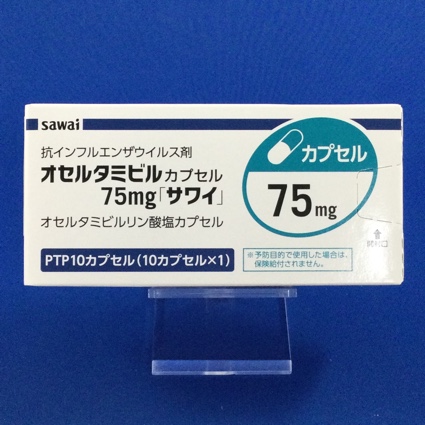 sawai
抗インフルエンザウイルス剤
オセルタミビルカプセル
75mg「サワイ」
オセルタミビルリン酸塩カプセル
PTP10カプセル(10カプセル×1)
カプセル
75mg
※予防目的で使用した場合は、
保険給付されません。
開封口